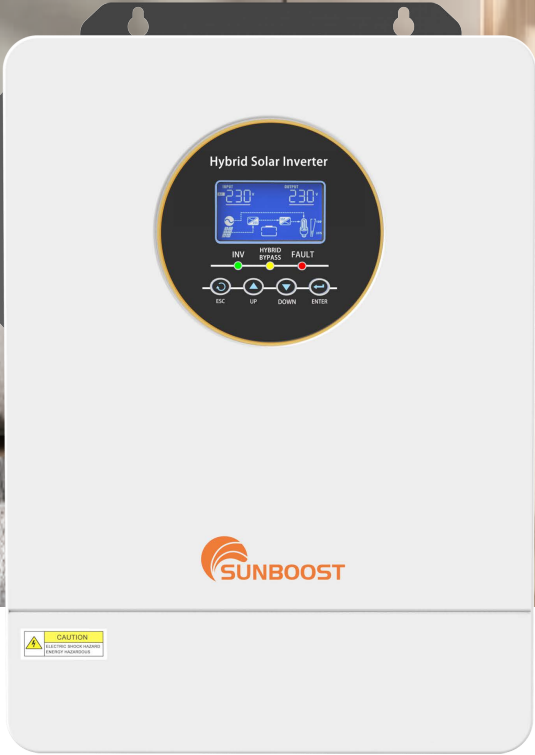 Hybrid Solar Inverter
INPUT OUTPUT
230 V 230 V
INV HYBRID BYPASS FAULT
ESC UP DOWN ENTER
SUNBOOST
CAUTION
ELECTRIC SHOCK HAZARD
ENERGY HAZARDOUS